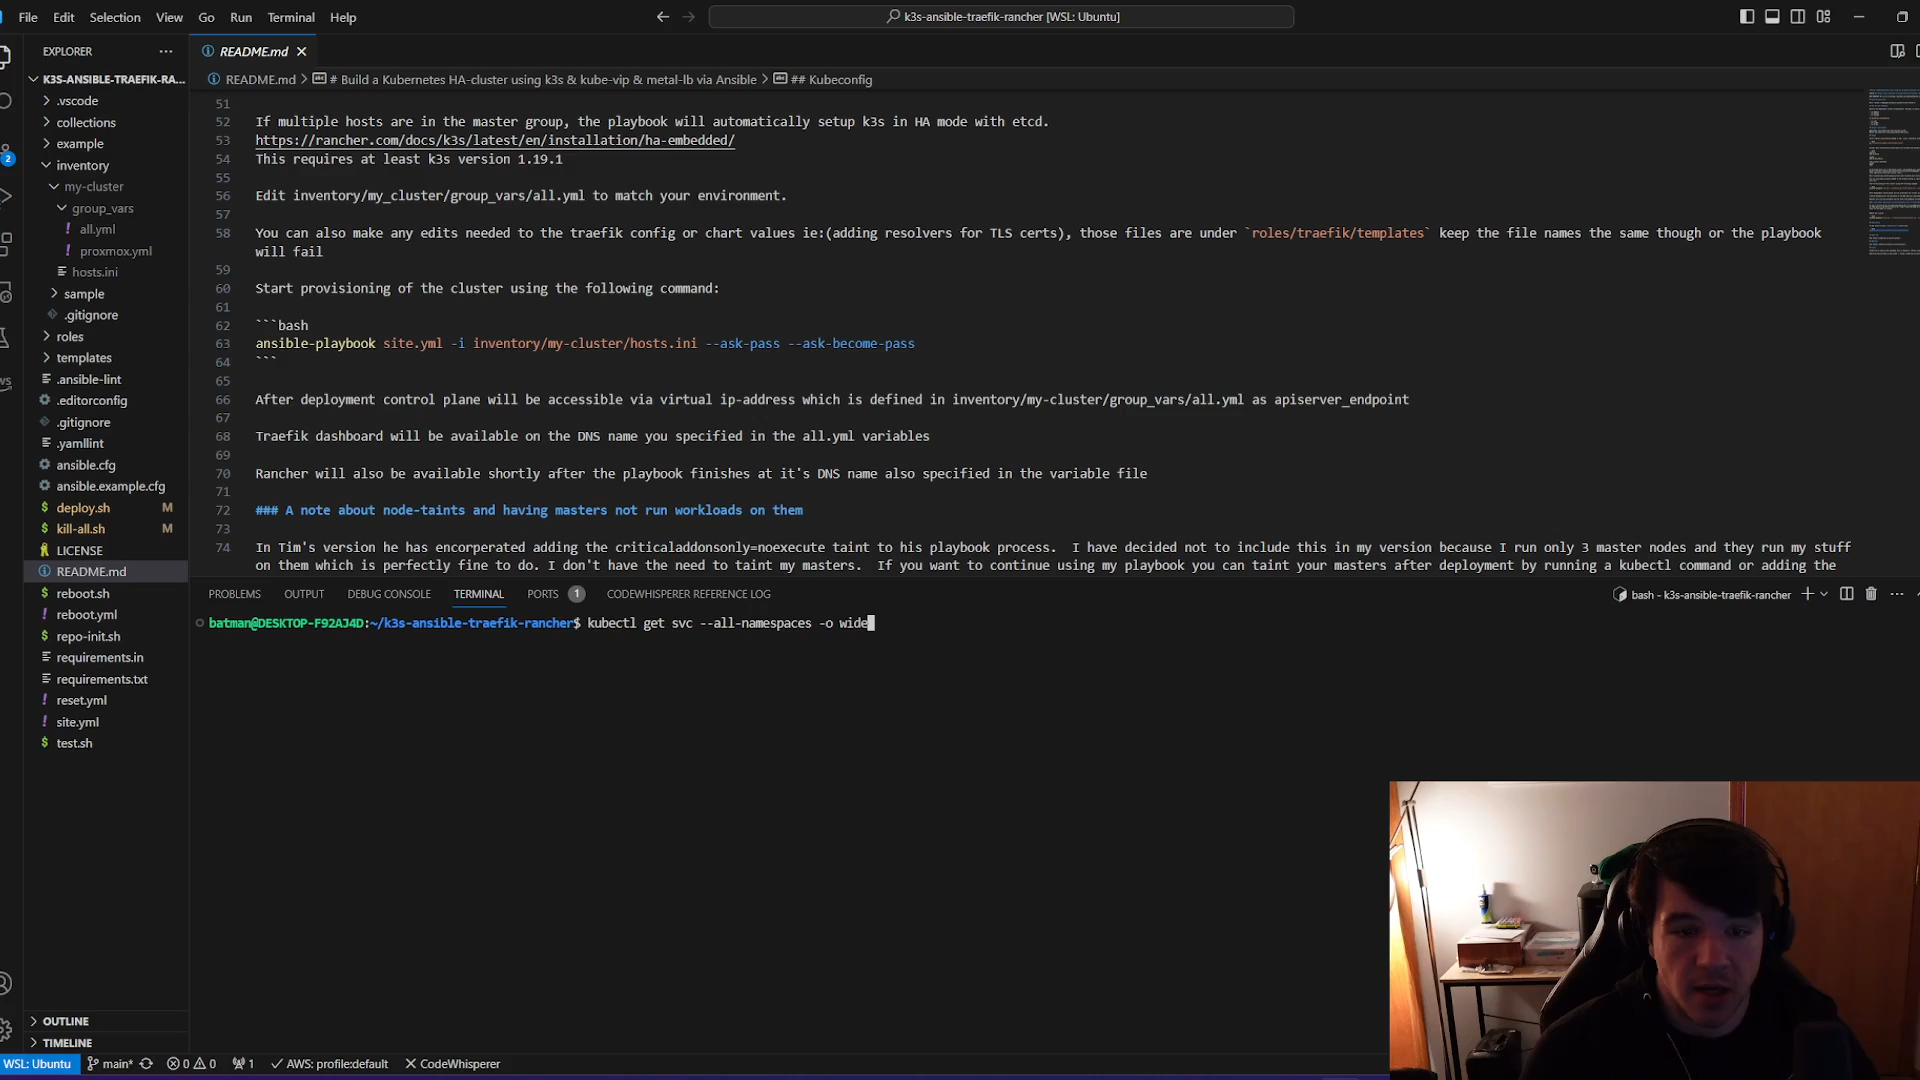 File Edit Selection View Go Run Terminal Help
k3s-ansible-traefik-rancher [WSL: Ubuntu]
EXPLORER
README.md
K3S-ANSIBLE-TRAEFIK-RA...
README.md > # Build a Kubernetes HA-cluster using k3s & kube-vip & metal-lb via Ansible > ## Kubeconfig
.vscode
collections
example
inventory
my-cluster
group_vars
all.yml
proxmox.yml
hosts.ini
sample
.gitignore
roles
templates
.ansible-lint
.editorconfig
.gitignore
.yamllint
ansible.cfg
ansible.example.cfg
deploy.sh M
kill-all.sh M
LICENSE
README.md
reboot.sh
reboot.yml
repo-init.sh
requirements.in
requirements.txt
reset.yml
site.yml
test.sh
OUTLINE
TIMELINE
2
51
52 If multiple hosts are in the master group, the playbook will automatically setup k3s in HA mode with etcd.
53 https://rancher.com/docs/k3s/latest/en/installation/ha-embedded/
54 This requires at least k3s version 1.19.1
55
56 Edit inventory/my_cluster/group_vars/all.yml to match your environment.
57
58 You can also make any edits needed to the traefik config or chart values ie:(adding resolvers for TLS certs), those files are under `roles/traefik/templates` keep the file names the same though or the playbook
will fail
59
60 Start provisioning of the cluster using the following command:
61
62 ```bash
63 ansible-playbook site.yml -i inventory/my-cluster/hosts.ini --ask-pass --ask-become-pass
64 ```
65
66 After deployment control plane will be accessible via virtual ip-address which is defined in inventory/my-cluster/group_vars/all.yml as apiserver_endpoint
67
68 Traefik dashboard will be available on the DNS name you specified in the all.yml variables
69
70 Rancher will also be available shortly after the playbook finishes at it's DNS name also specified in the variable file
71
72 ### A note about node-taints and having masters not run workloads on them
73
74 In Tim's version he has encorperated adding the criticaladdonsonly=noexecute taint to his playbook process.  I have decided not to include this in my version because I run only 3 master nodes and they run my stuff
on them which is perfectly fine to do. I don't have the need to taint my masters.  If you want to continue using my playbook you can taint your masters after deployment by running a kubectl command or adding the
PROBLEMS OUTPUT DEBUG CONSOLE TERMINAL PORTS 1 CODEWHISPERER REFERENCE LOG
bash - k3s-ansible-traefik-rancher
batman@DESKTOP-F92AJ4D:~/k3s-ansible-traefik-rancher$ kubectl get svc --all-namespaces -o wide
WSL: Ubuntu main* 0 0 1 AWS: profile:default CodeWhisperer